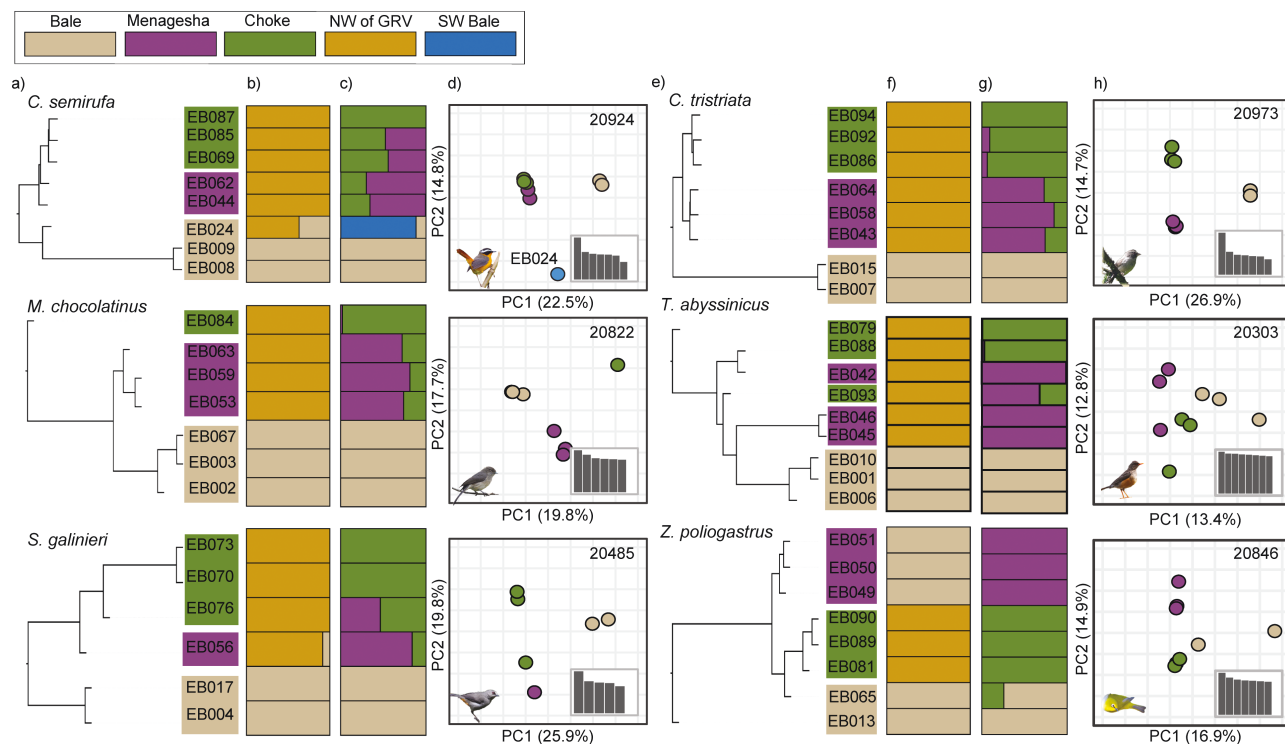 Bale
Menagesha
Choke
NW of GRV
SW Bale
a)
b)
c)
d)
C. semirufa
EB087
EB085
EB069
EB062
EB044
EB024
EB009
EB008
PC2 (14.8%)
20924
EB024
PC1 (22.5%)
M. chocolatinus
EB084
EB063
EB059
EB053
EB067
EB003
EB002
PC2 (17.7%)
20822
PC1 (19.8%)
S. galinieri
EB073
EB070
EB076
EB056
EB017
EB004
PC2 (19.8%)
20485
PC1 (25.9%)
e)
f)
g)
h)
C. tristriata
EB094
EB092
EB086
EB064
EB058
EB043
EB015
EB007
PC2 (14.7%)
20973
PC1 (26.9%)
T. abyssinicus
EB079
EB088
EB042
EB093
EB046
EB045
EB010
EB001
EB006
PC2 (12.8%)
20303
PC1 (13.4%)
Z. poliogastrus
EB051
EB050
EB049
EB090
EB089
EB081
EB065
EB013
PC2 (14.9%)
20846
PC1 (16.9%)